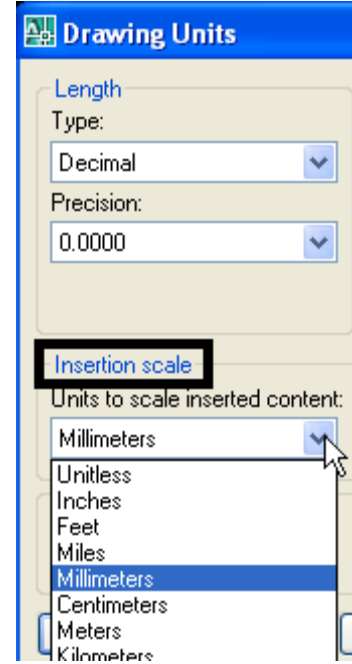 Drawing Units
Length
Type:
Decimal
Precision:
0.0000
Insertion scale
Units to scale inserted content:
Millimeters
Unitless
Inches
Feet
Miles
Millimeters
Centimeters
Meters
Kilometers